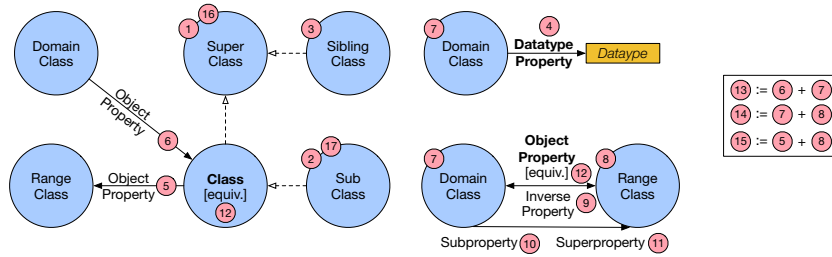 1
16
3
7
4
Domain
Class
Super
Class
Sibling
Class
Domain
Class
Datatype
Property
Dataype
Object
Property
6
13 := 6 + 7
14 := 7 + 8
15 := 5 + 8
Range
Class
Object
Property
5
Class
[equiv.]
12
2
17
Sub
Class
7
Domain
Class
Object
Property
[equiv.] 12
Inverse
Property
9
8
Range
Class
Subproperty 10
Superproperty 11